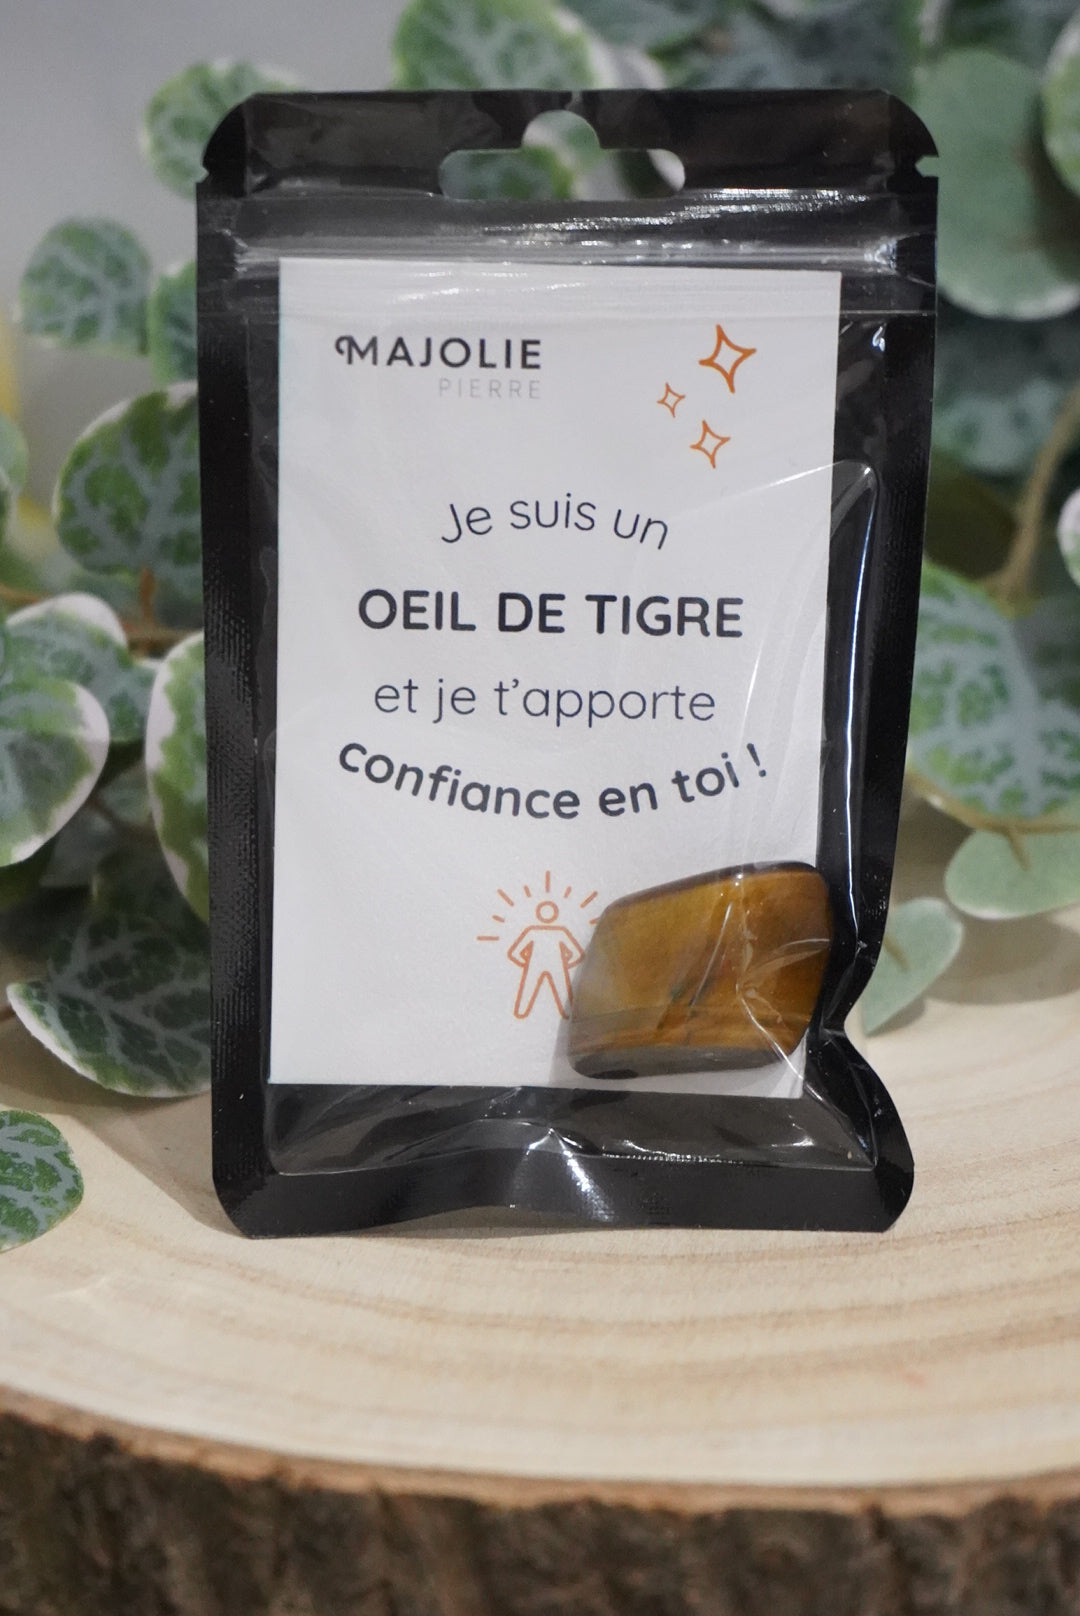 MAJOLIE
PIERRE
Je suis un
OEIL DE TIGRE
et je t'apporte
confiance en toi !